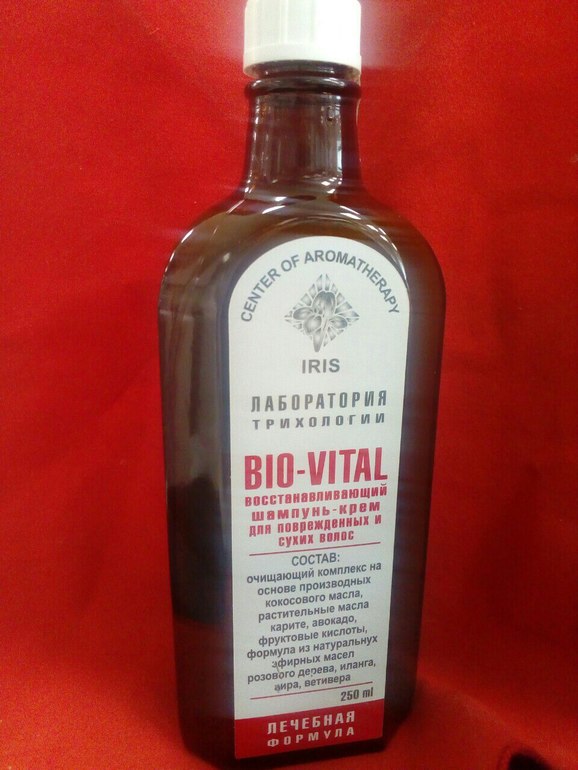 CENTER OF AROMATHERAPY
IRIS
ЛАБОРАТОРИЯ
ТРИХОЛОГИИ
BIO-VITAL
восстанавливающий
шампунь-крем
для поврежденных и
сухих волос
СОСТАВ:
очищающий комплекс на
основе производных
кокосового масла,
растительные масла
карите, авокадо,
фруктовые кислоты,
формула из натуральнух
эфирных масел
розового дерева, иланга,
аира, ветивера
250 ml
ЛЕЧЕБНАЯ
ФОРМУЛА